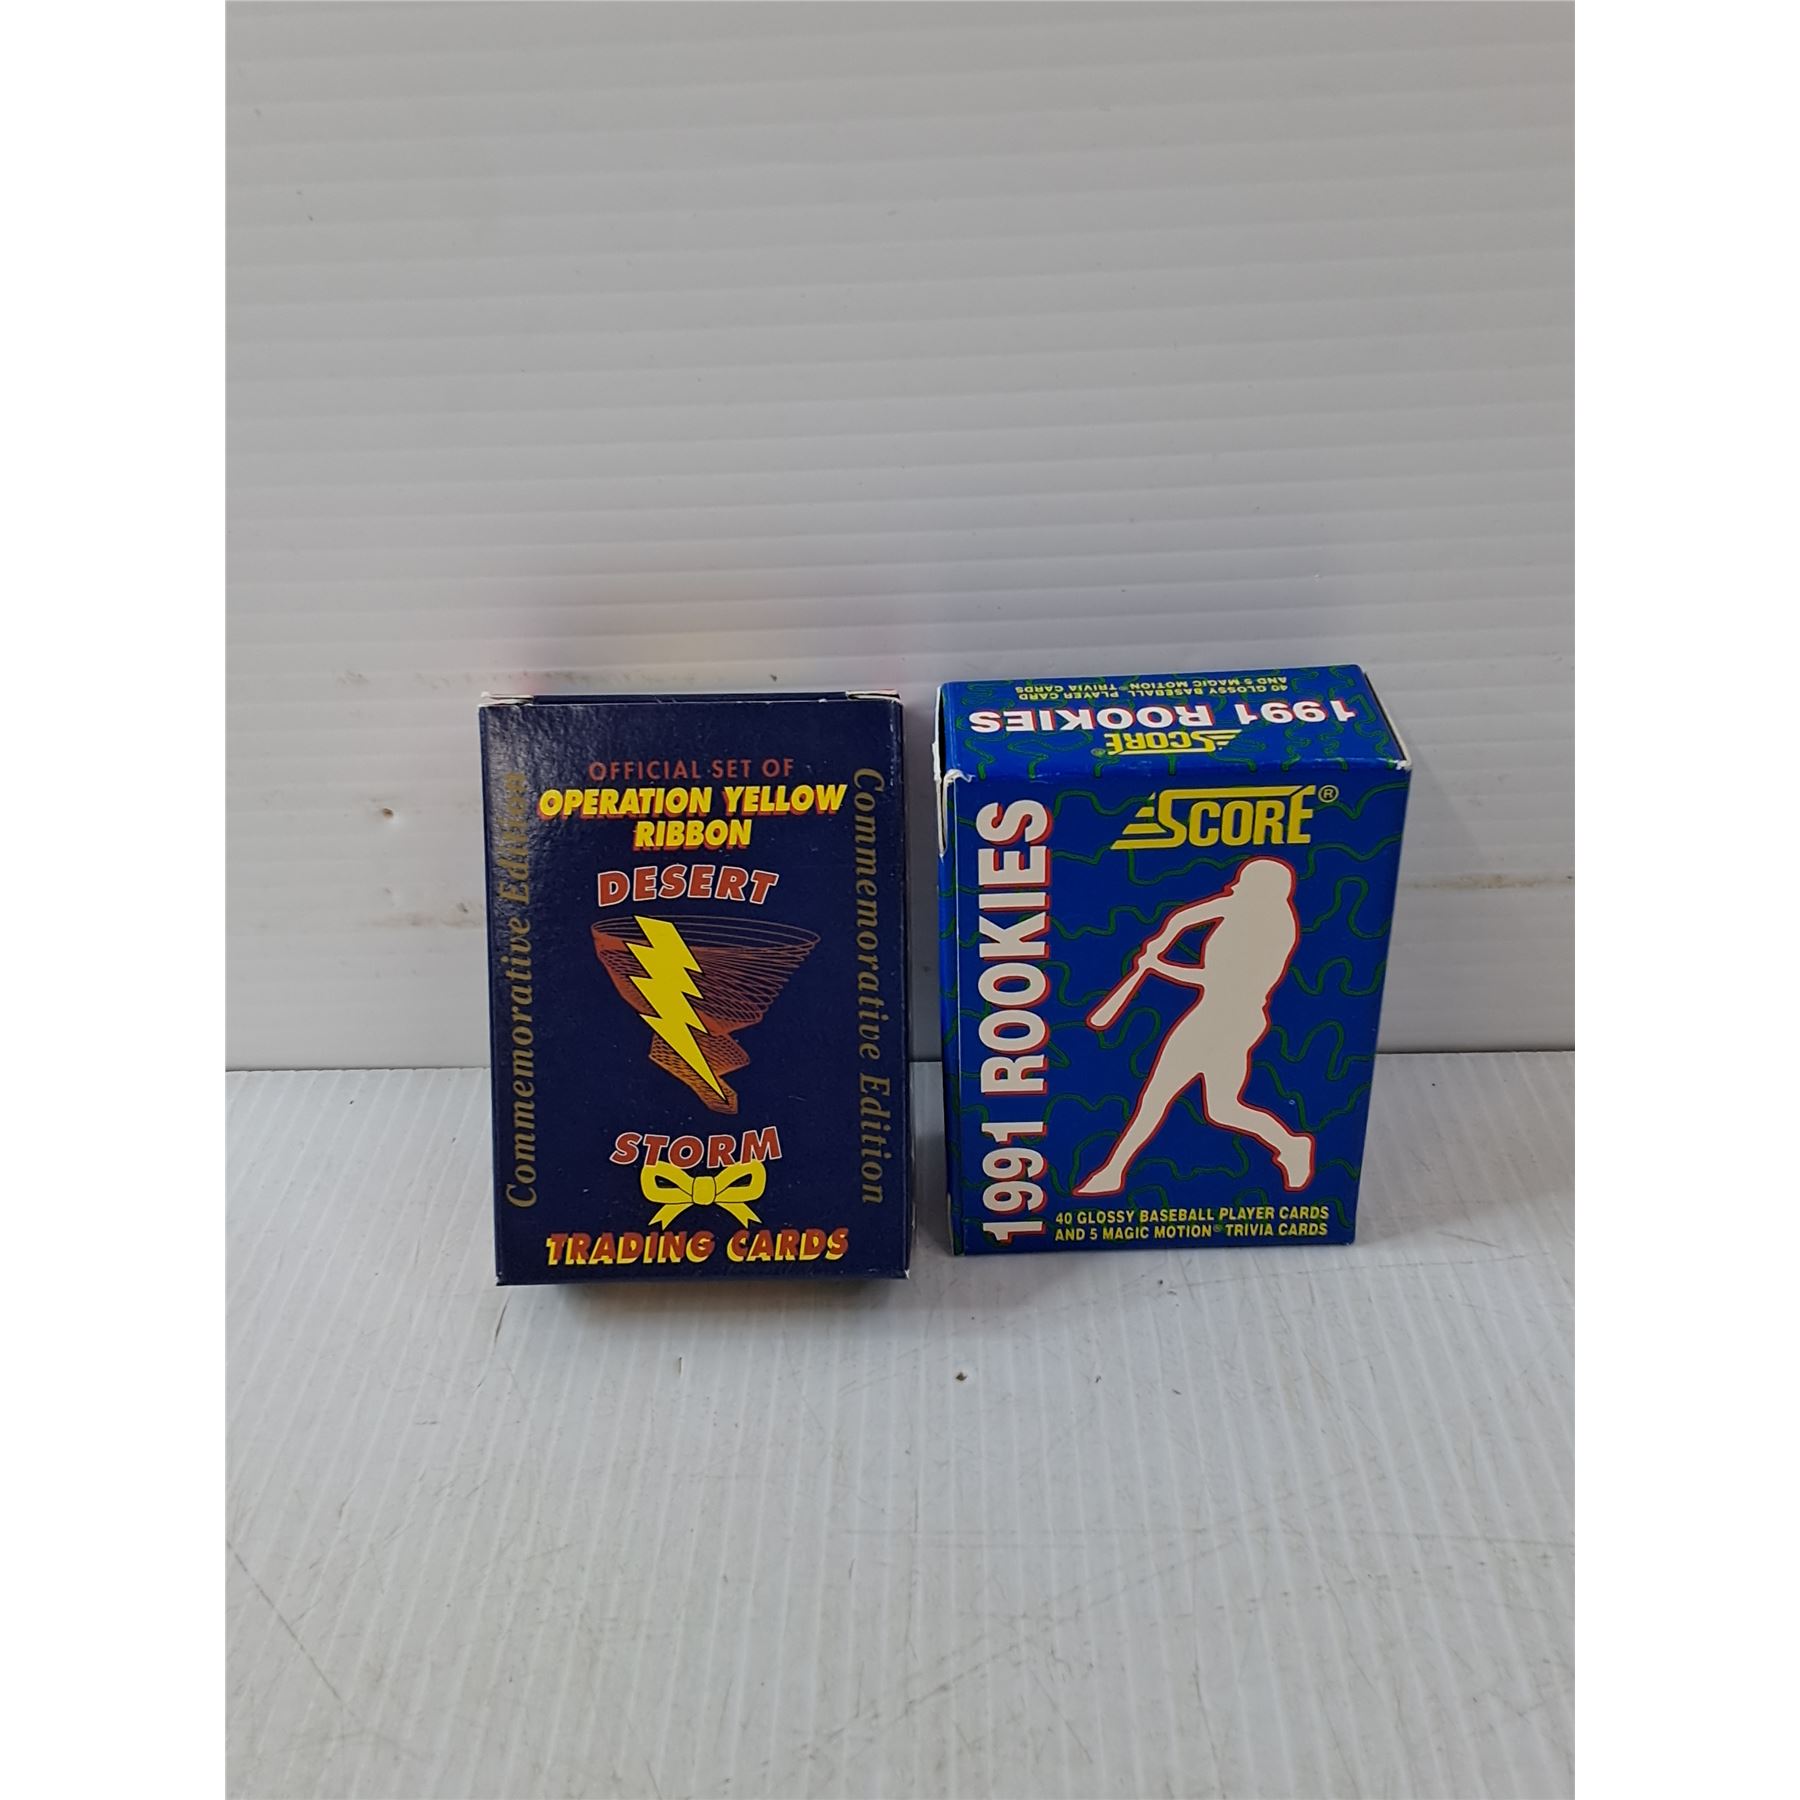 OFFICIAL SET OF
OPERATION YELLOW
RIBBON
DESERT
STORM
TRADING CARDS
Commemorative Edition
Commemorative Edition
40 GLOSSY BASEBALL PLAYER CARD
AND 5 MAGIC MOTION® TRIVIA CARDS
1991 ROOKIES
SCORE®
SCORE®
1991 ROOKIES
40 GLOSSY BASEBALL PLAYER CARDS
AND 5 MAGIC MOTION® TRIVIA CARDS